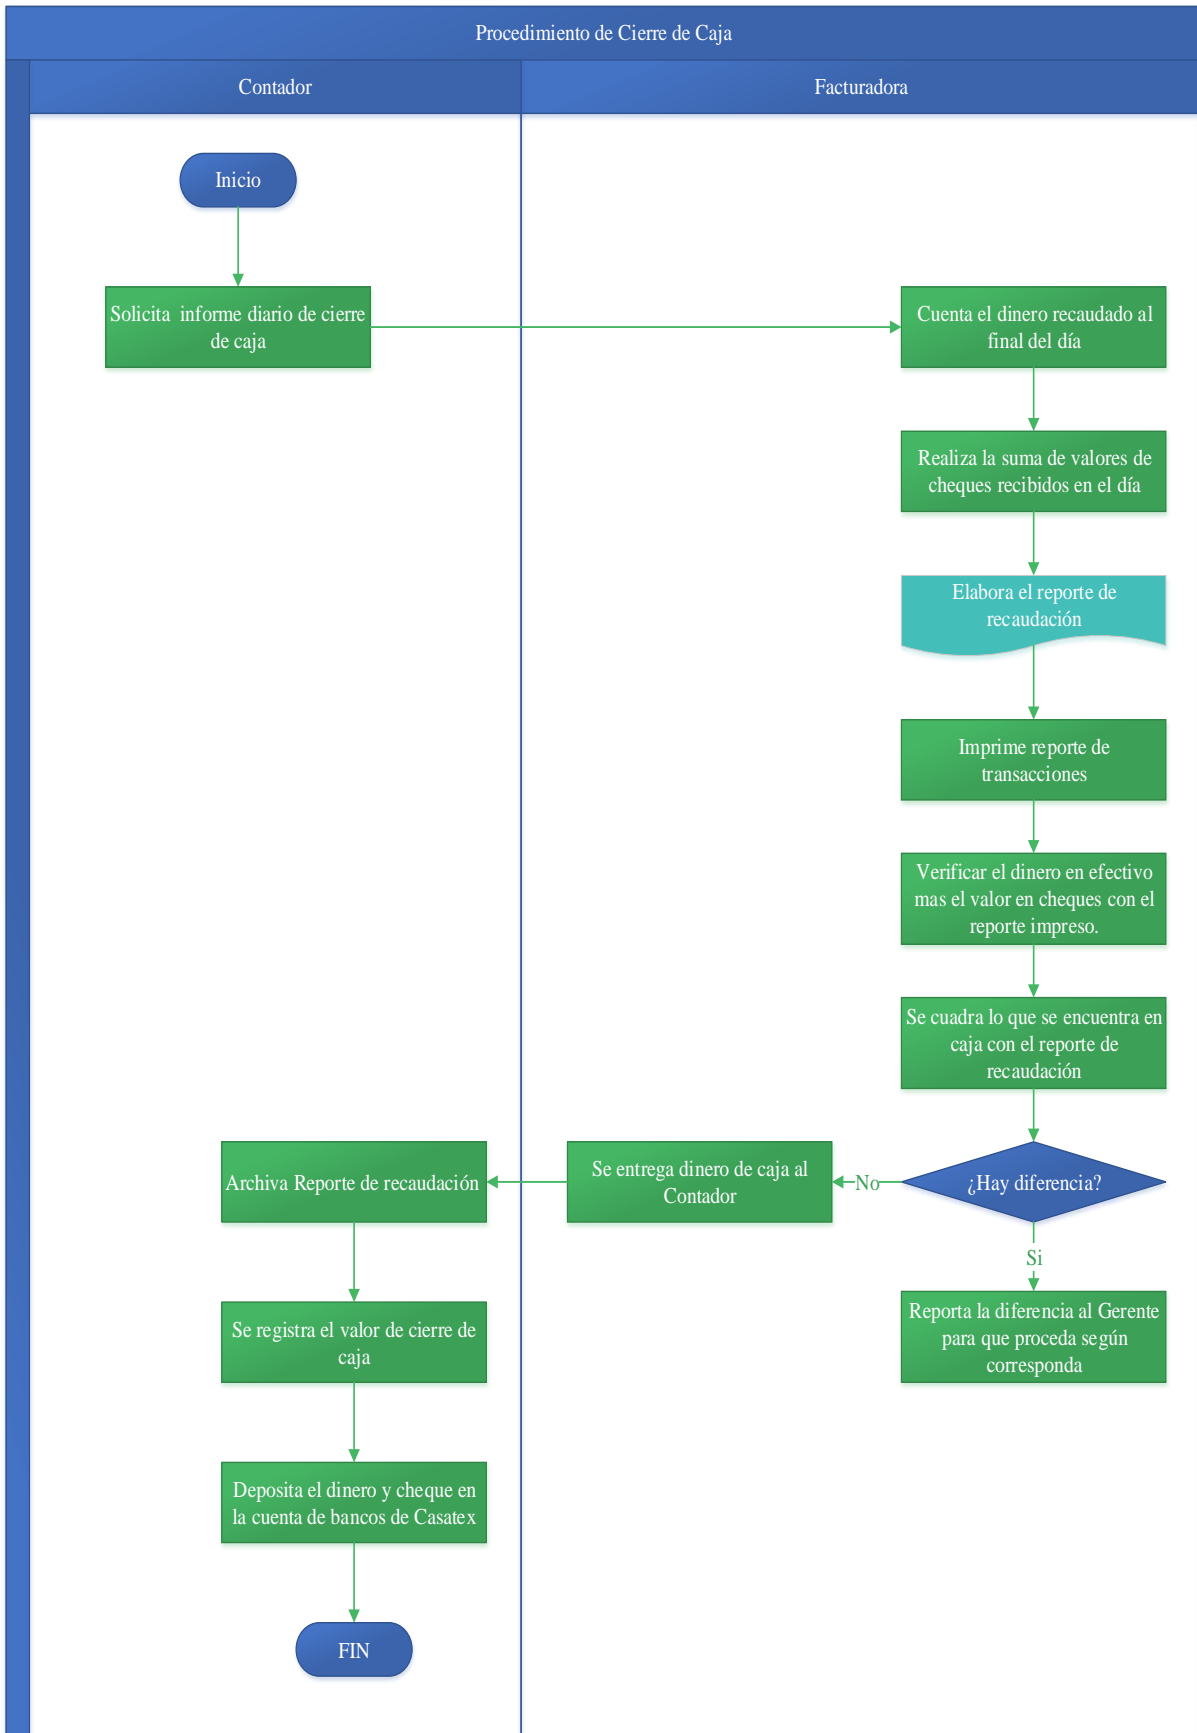 Procedimiento de Cierre de Caja
Contador
Facturadora
Inicio
Solicita informe diario de cierre
de caja
Cuenta el dinero recaudado al
final del día
Realiza la suma de valores de
cheques recibidos en el día
Elabora el reporte de
recaudación
Imprime reporte de
transacciones
Verificar el dinero en efectivo
mas el valor en cheques con el
reporte impreso.
Se cuadra lo que se encuentra en
caja con el reporte de
recaudación
¿Hay diferencia?
No
Se entrega dinero de caja al
Contador
Archiva Reporte de recaudación
Si
Reporta la diferencia al Gerente
para que proceda según
corresponda
Se registra el valor de cierre de
caja
Deposita el dinero y cheque en
la cuenta de bancos de Casatex
FIN